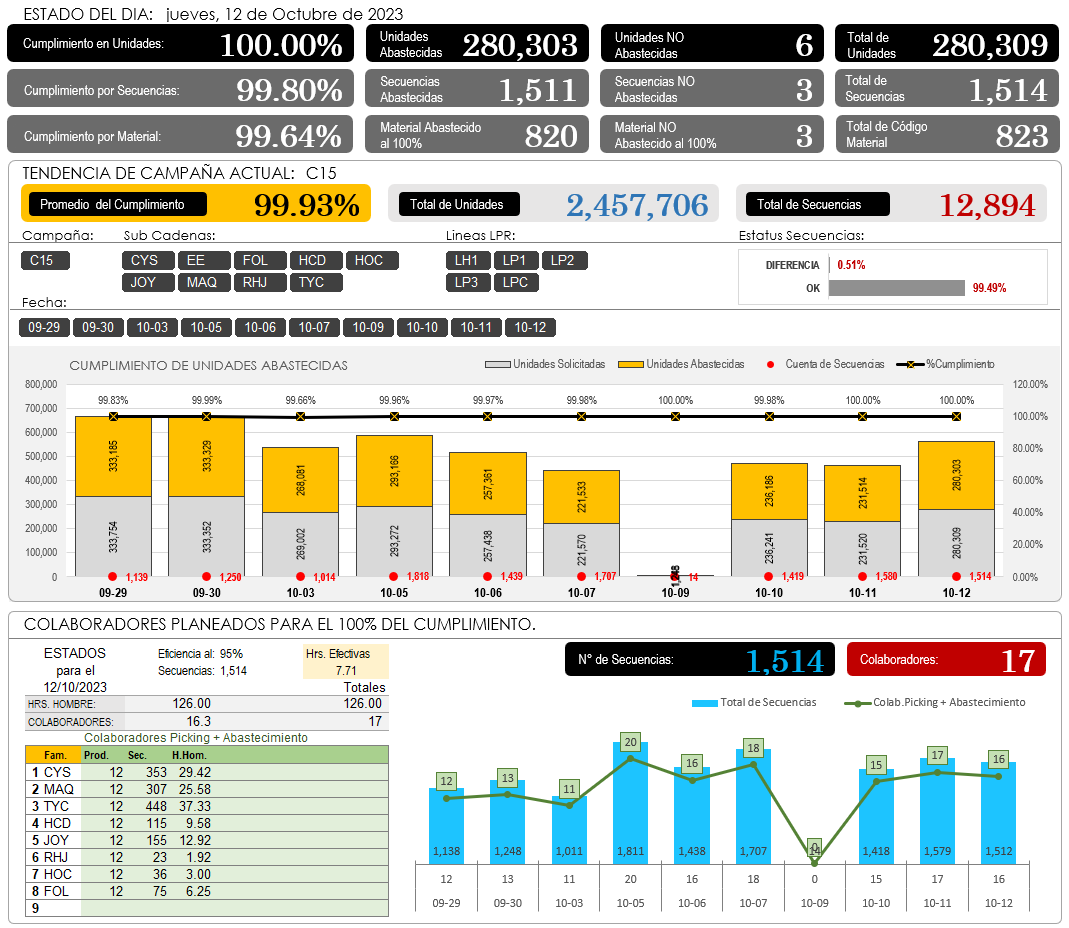 ESTADO DEL DIA: jueves, 12 de Octubre de 2023
Cumplimiento en Unidades: 100.00%
Unidades Abastecidas 280,303
Unidades NO Abastecidas 6
Total de Unidades 280,309
Cumplimiento por Secuencias: 99.80%
Secuencias Abastecidas 1,511
Secuencias NO Abastecidas 3
Total de Secuencias 1,514
Cumplimiento por Material: 99.64%
Material Abastecido al 100% 820
Material NO Abastecido al 100% 3
Total de Código Material 823
TENDENCIA DE CAMPAÑA ACTUAL: C15
Promedio del Cumplimiento 99.93%
Total de Unidades 2,457,706
Total de Secuencias 12,894
Campaña: Sub Cadenas: Lineas LPR: Estatus Secuencias:
C15
CYS EE FOL HCD HOC
JOY MAQ RHJ TYC
LH1 LP1 LP2
LP3 LPC
DIFERENCIA 0.51%
OK 99.49%
Fecha:
09-29 09-30 10-03 10-05 10-06 10-07 10-09 10-10 10-11 10-12
CUMPLIMIENTO DE UNIDADES ABASTECIDAS
Unidades Solicitadas Unidades Abastecidas Cuenta de Secuencias %Cumplimiento
800,000
700,000
600,000
500,000
400,000
300,000
200,000
100,000
0
120.00%
100.00%
80.00%
60.00%
40.00%
20.00%
0.00%
99.83% 99.99% 99.66% 99.96% 99.97% 99.98% 100.00% 99.98% 100.00% 100.00%
333,185 333,329 268,081 293,166 257,361 221,533 236,186 231,514 280,303
333,754 333,352 269,002 293,272 257,438 221,570 236,241 231,520 280,309
1,139 1,250 1,014 1,818 1,439 1,707 14 1,419 1,580 1,514
09-29 09-30 10-03 10-05 10-06 10-07 10-09 10-10 10-11 10-12
COLABORADORES PLANEADOS PARA EL 100% DEL CUMPLIMIENTO.
ESTADOS
para el
12/10/2023
Eficiencia al: 95%
Secuencias: 1,514
Hrs. Efectivas
7.71
Totales
HRS. HOMBRE: 126.00 126.00
COLABORADORES: 16.3 17
Colaboradores Picking + Abastecimiento
Fam. Prod. Sec. H.Hom.
1 CYS 12 353 29.42
2 MAQ 12 307 25.58
3 TYC 12 448 37.33
4 HCD 12 115 9.58
5 JOY 12 155 12.92
6 RHJ 12 23 1.92
7 HOC 12 36 3.00
8 FOL 12 75 6.25
9
N° de Secuencias: 1,514
Colaboradores: 17
Total de Secuencias Colab.Picking + Abastecimiento
12 13 11 20 16 18 0 15 17 16
1,138 1,248 1,011 1,811 1,438 1,707 14 1,418 1,579 1,512
12 13 11 20 16 18 0 15 17 16
09-29 09-30 10-03 10-05 10-06 10-07 10-09 10-10 10-11 10-12